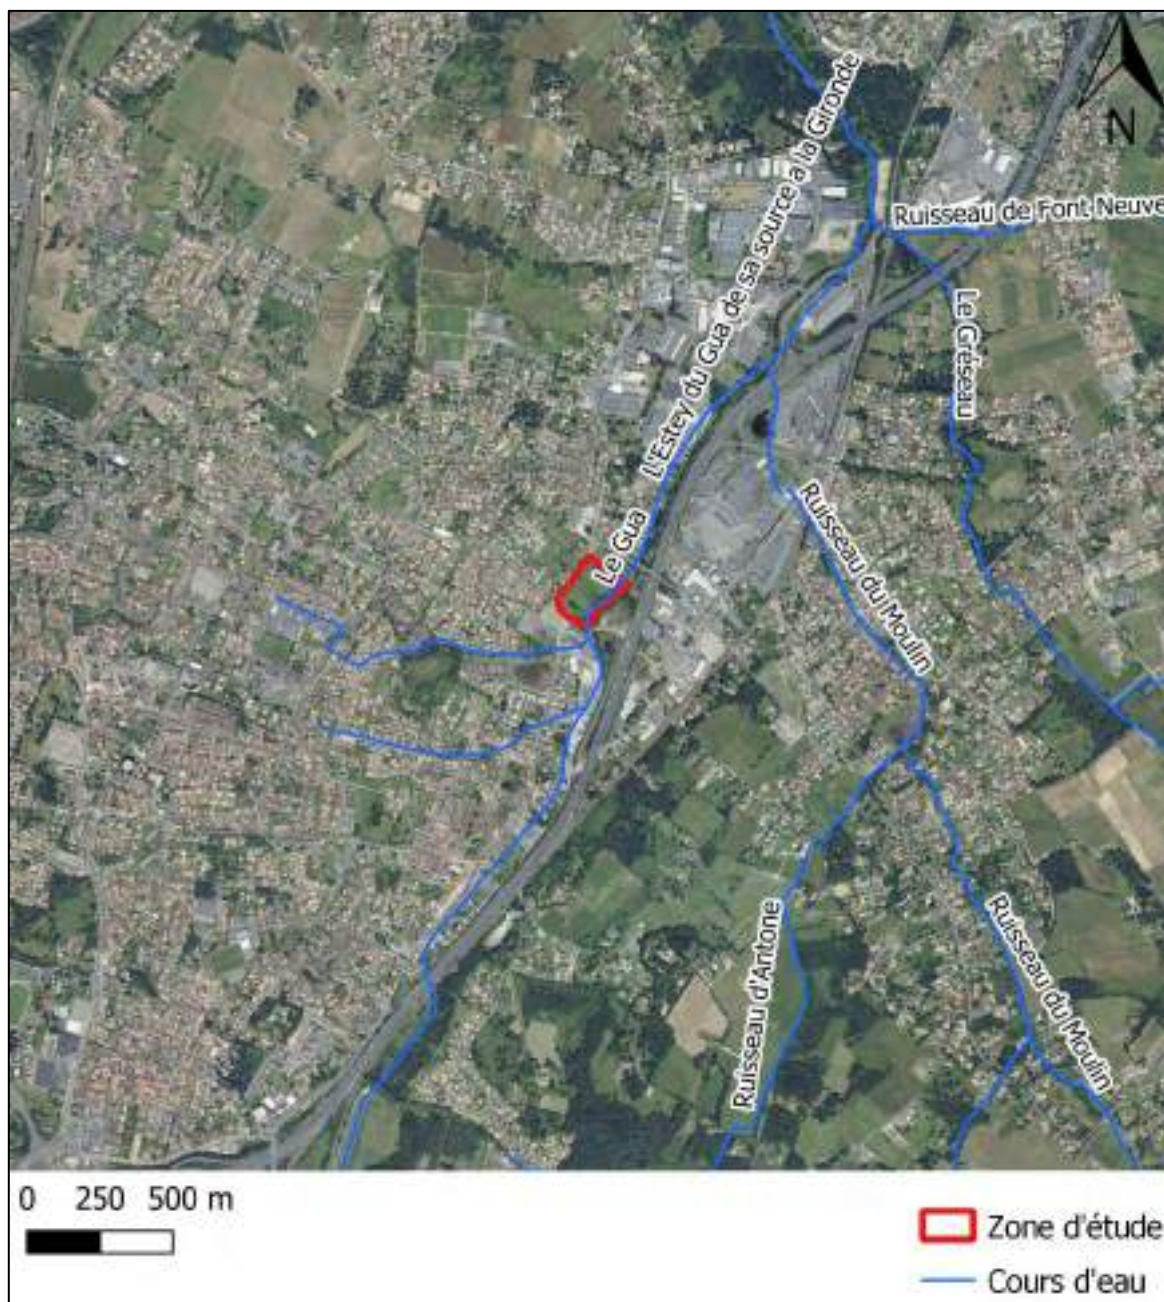 N
Ruisseau de Font Neuve
L'Estey du Gua de sa source a la Gironde
Le Gréseau
Le Gua
Ruisseau du Moulin
Ruisseau d'Antone
Ruisseau du Moulin
0 250 500 m
Zone d'étude
Cours d'eau